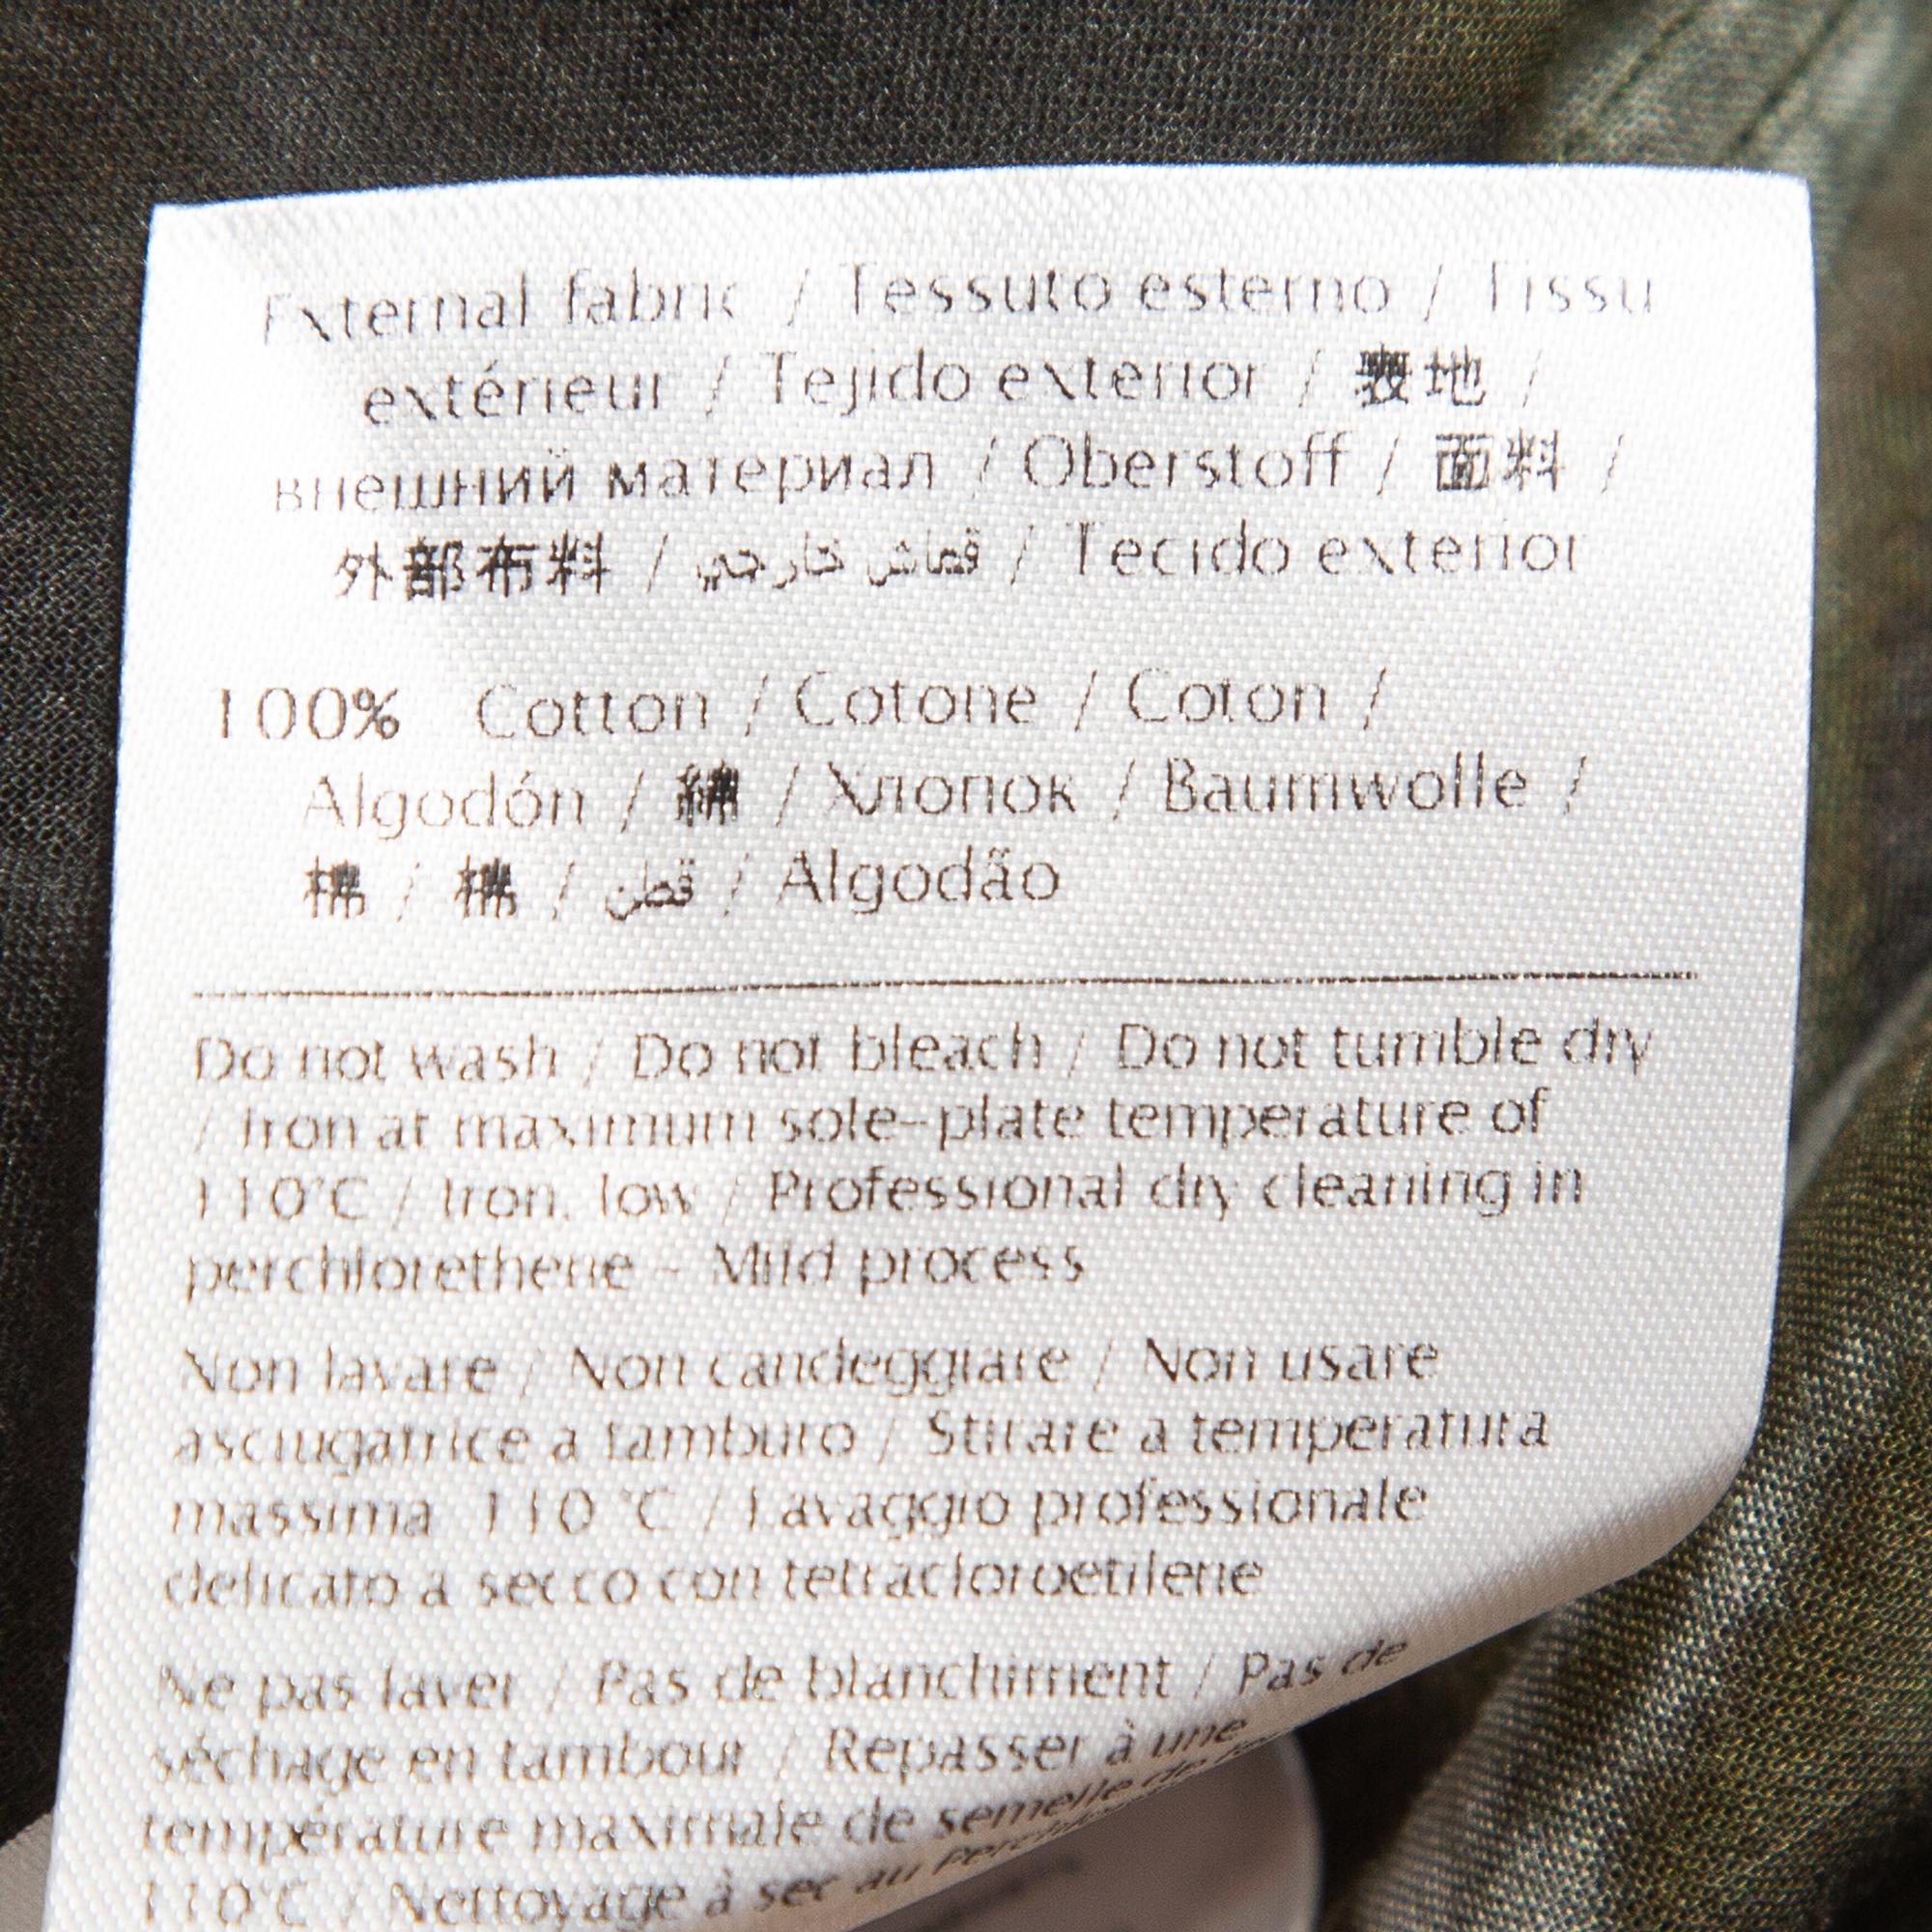 External fabric / Tessuto esterno / Tissu
extérieur / Tejido exterior / 表地 /
внешний материал / Oberstoff / 面料 /
外部布料 / قماش خارجي / Tecido exterior
100% Cotton / Cotone / Coton /
Algodón / 綿 / Хлопок / Baumwolle /
棉 / 棉 / قطن / Algodão
Do not wash / Do not bleach / Do not tumble dry
/ Iron at maximum sole-plate temperature of
110°C / Iron, low / Professional dry cleaning in
perchlorethene - Mild process
Non lavare / Non candeggiare / Non usare
asciugatrice a tamburo / Stirare a temperatura
massima 110 °C / Lavaggio professionale
delicato a secco con tetracloroetilene
Ne pas laver / Pas de blanchiment / Pas de
séchage en tambour / Repasser à une
température maximale de semelle de
110°C / Nettoyage à sec au